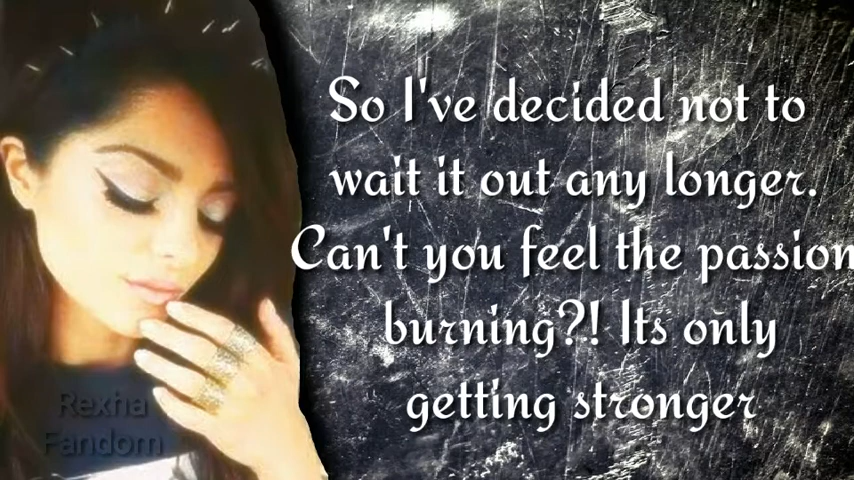 So I've decided not to
wait it out any longer.
Can't you feel the passion
burning?! Its only
getting stronger
Rexha
Fandom